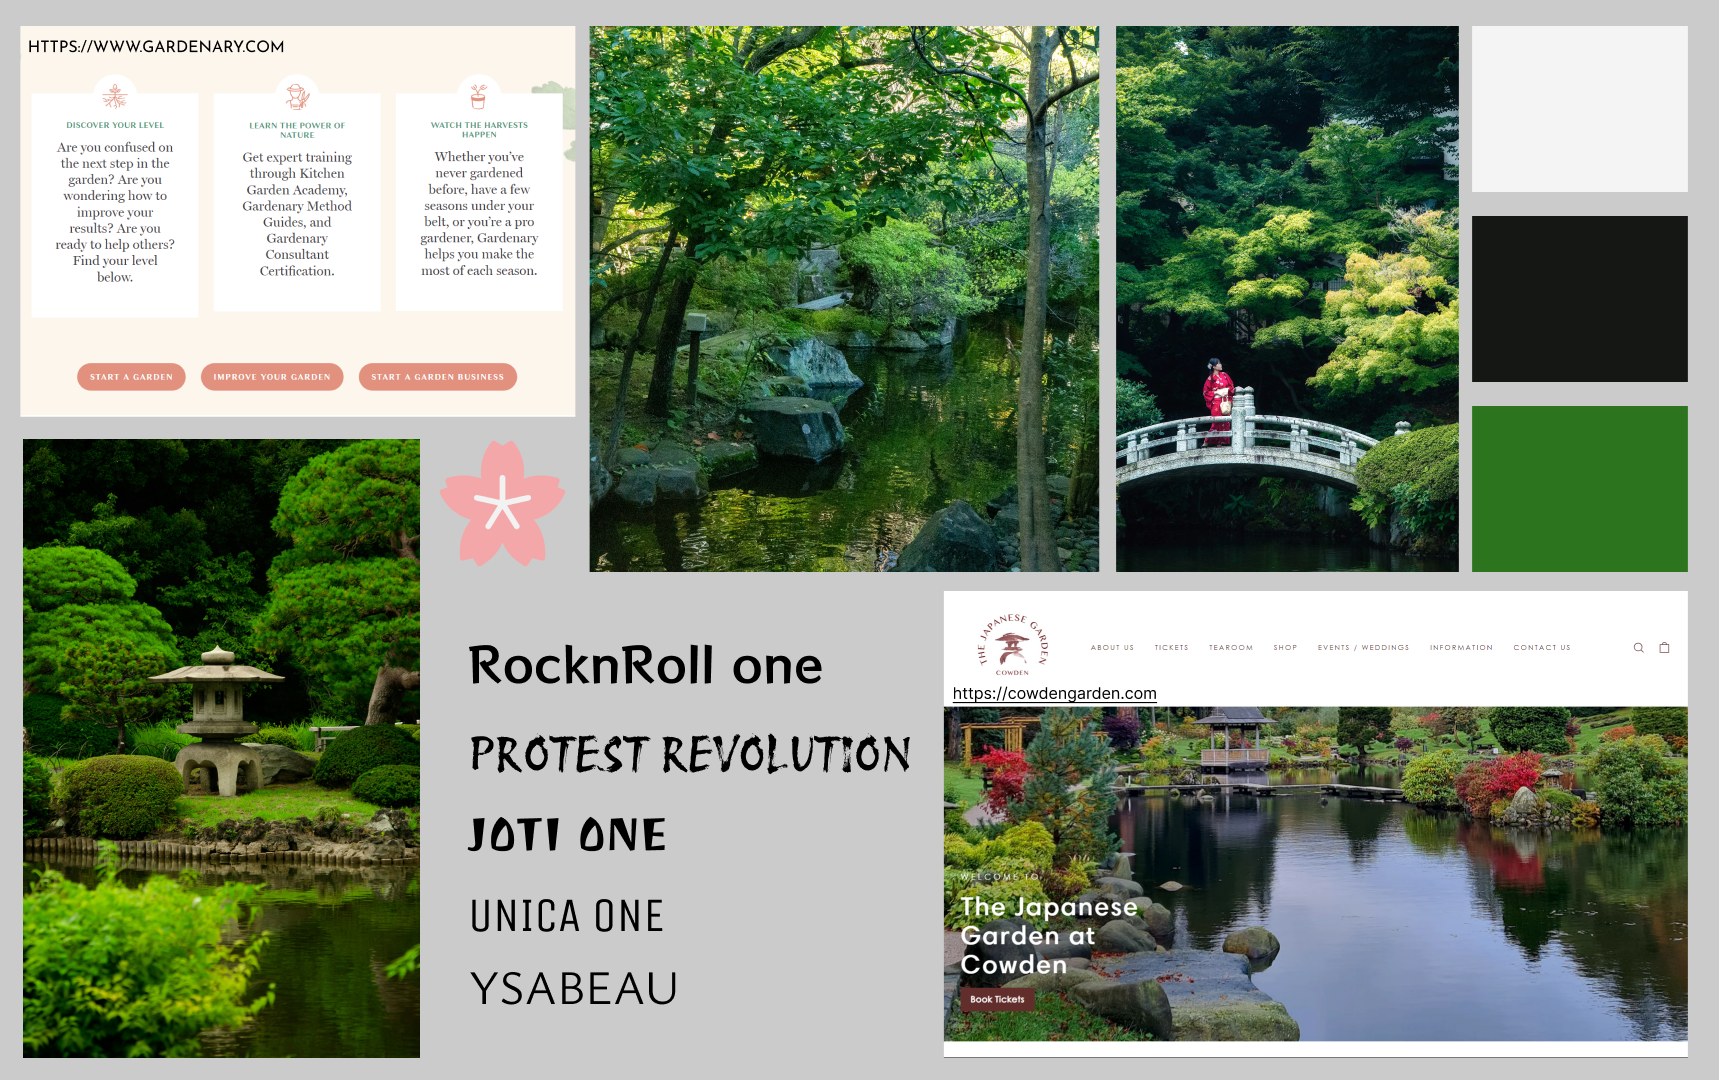 HTTPS://WWW.GARDENARY.COM
DISCOVER YOUR LEVEL
Are you confused on
the next step in the
garden? Are you
wondering how to
improve your
results? Are you
ready to help others?
Find your level
below.
LEARN THE POWER OF
NATURE
Get expert training
through Kitchen
Garden Academy,
Gardenary Method
Guides, and
Gardenary
Consultant
Certification.
WATCH THE HARVESTS
HAPPEN
Whether you've
never gardened
before, have a few
seasons under your
belt, or you're a pro
gardener, Gardenary
helps you make the
most of each season.
START A GARDEN
IMPROVE YOUR GARDEN
START A GARDEN BUSINESS
RocknRoll one
PROTEST REVOLUTION
JOTI ONE
UNICA ONE
YSABEAU
THE JAPANESE GARDEN
COWDEN
ABOUT US TICKETS TEAROOM SHOP EVENTS / WEDDINGS INFORMATION CONTACT US
https://cowdengarden.com
WELCOME TO
The Japanese
Garden at
Cowden
Book Tickets